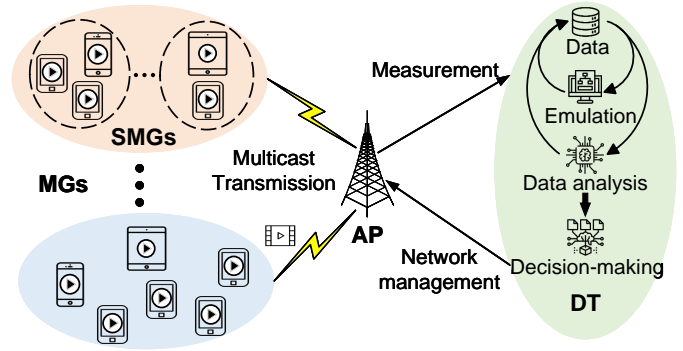 SMGs
MGs
Multicast
Transmission
AP
Measurement
Network
management
Data
Emulation
Data analysis
Decision-making
DT